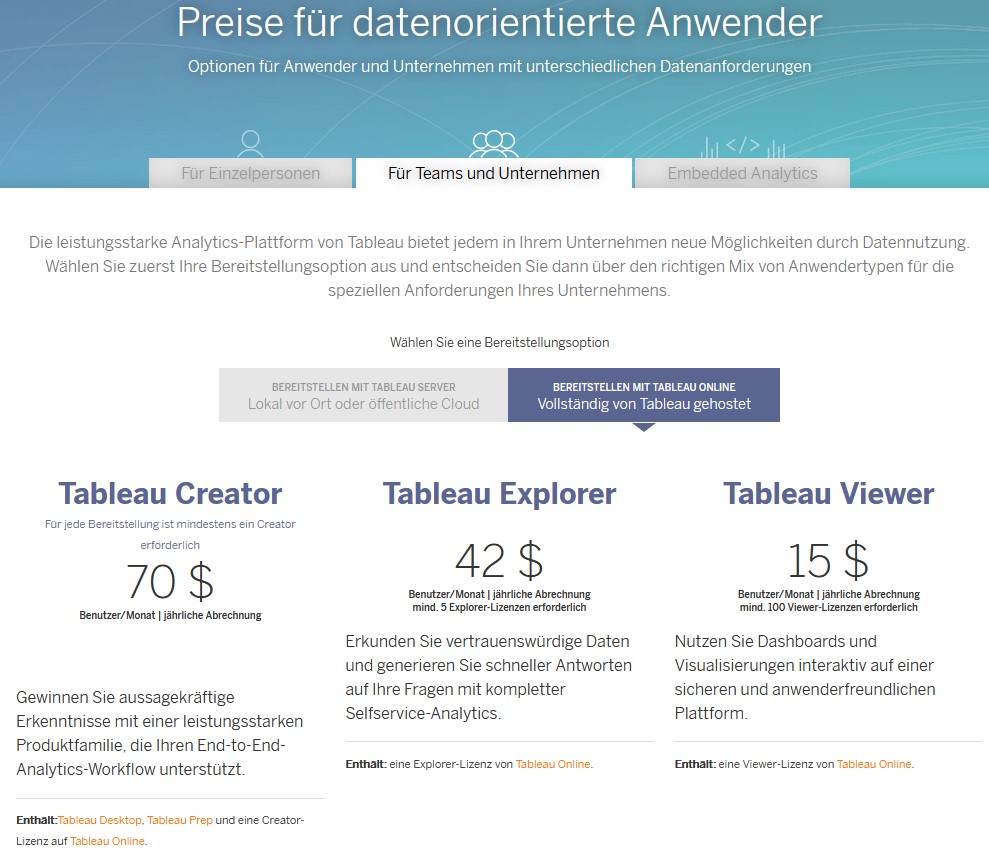 Preise für datenorientierte Anwender
Optionen für Anwender und Unternehmen mit unterschiedlichen Datenanforderungen
</>
Für Einzelpersonen
Für Teams und Unternehmen
Embedded Analytics
Die leistungsstarke Analytics-Plattform von Tableau bietet jedem in Ihrem Unternehmen neue Möglichkeiten durch Datennutzung.
Wählen Sie zuerst Ihre Bereitstellungsoption aus und entscheiden Sie dann über den richtigen Mix von Anwendertypen für die
speziellen Anforderungen Ihres Unternehmens.
Wählen Sie eine Bereitstellungsoption
BEREITSTELLEN MIT TABLEAU SERVER
Lokal vor Ort oder öffentliche Cloud
BEREITSTELLEN MIT TABLEAU ONLINE
Vollständig von Tableau gehostet
Tableau Creator
Für jede Bereitstellung ist mindestens ein Creator
erforderlich
70 $
Benutzer/Monat | jährliche Abrechnung
Gewinnen Sie aussagekräftige
Erkenntnisse mit einer leistungsstarken
Produktfamilie, die Ihren End-to-End-
Analytics-Workflow unterstützt.
Enthält:Tableau Desktop, Tableau Prep und eine Creator-
Lizenz auf Tableau Online.
Tableau Explorer
42 $
Benutzer/Monat | jährliche Abrechnung
mind. 5 Explorer-Lizenzen erforderlich
Erkunden Sie vertrauenswürdige Daten
und generieren Sie schneller Antworten
auf Ihre Fragen mit kompletter
Selfservice-Analytics.
Enthält: eine Explorer-Lizenz von Tableau Online.
Tableau Viewer
15 $
Benutzer/Monat | jährliche Abrechnung
mind. 100 Viewer-Lizenzen erforderlich
Nutzen Sie Dashboards und
Visualisierungen interaktiv auf einer
sicheren und anwenderfreundlichen
Plattform.
Enthält: eine Viewer-Lizenz von Tableau Online.